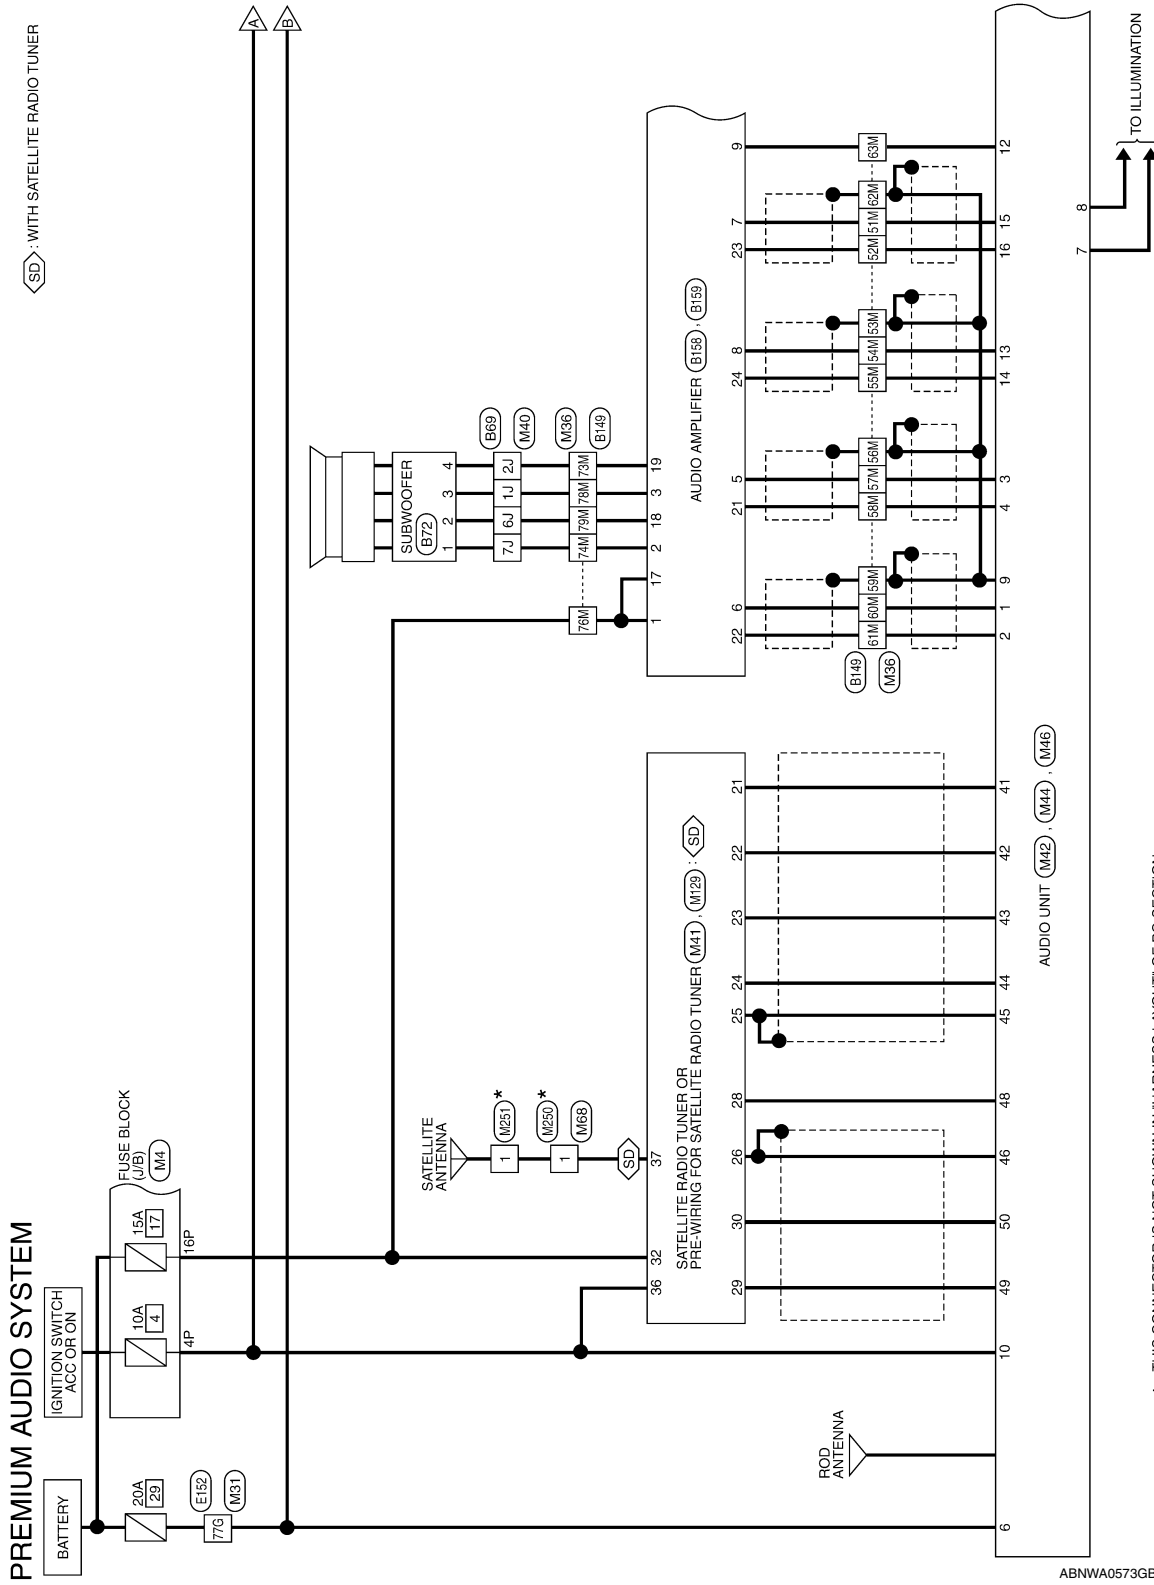 PREMIUM AUDIO SYSTEM
SD : WITH SATELLITE RADIO TUNER
BATTERY
IGNITION SWITCH
ACC OR ON
FUSE BLOCK
(J/B)
M4
20A
29
10A
4
15A
17
E152
M31
77G
4P
16P
A
B
SATELLITE
ANTENNA
1
M251
*
1
M250
*
M68
SD
SUBWOOFER
B72
1 2 3 4
7J 6J 1J 2J
B69
M40
76M 74M 79M 78M 73M
M36
B149
ROD
ANTENNA
36 32 37
SATELLITE RADIO TUNER OR
PRE-WIRING FOR SATELLITE RADIO TUNER M41 , M129 : SD
29 30 26 28 25 24 23 22 21
1 17 2 18 3 19
AUDIO AMPLIFIER B158 , B159
22 6 21 5 24 8 23 7 9
B149
M36
61M 60M 59M 58M 57M 56M 55M 54M 53M 52M 51M 62M 63M
6 10 49 50 46 48 45 44 43 42 41 2 1 9 4 3 14 13 16 15 12
AUDIO UNIT M42 , M44 , M46
7 8
TO ILLUMINATION
ABNWA0573GB